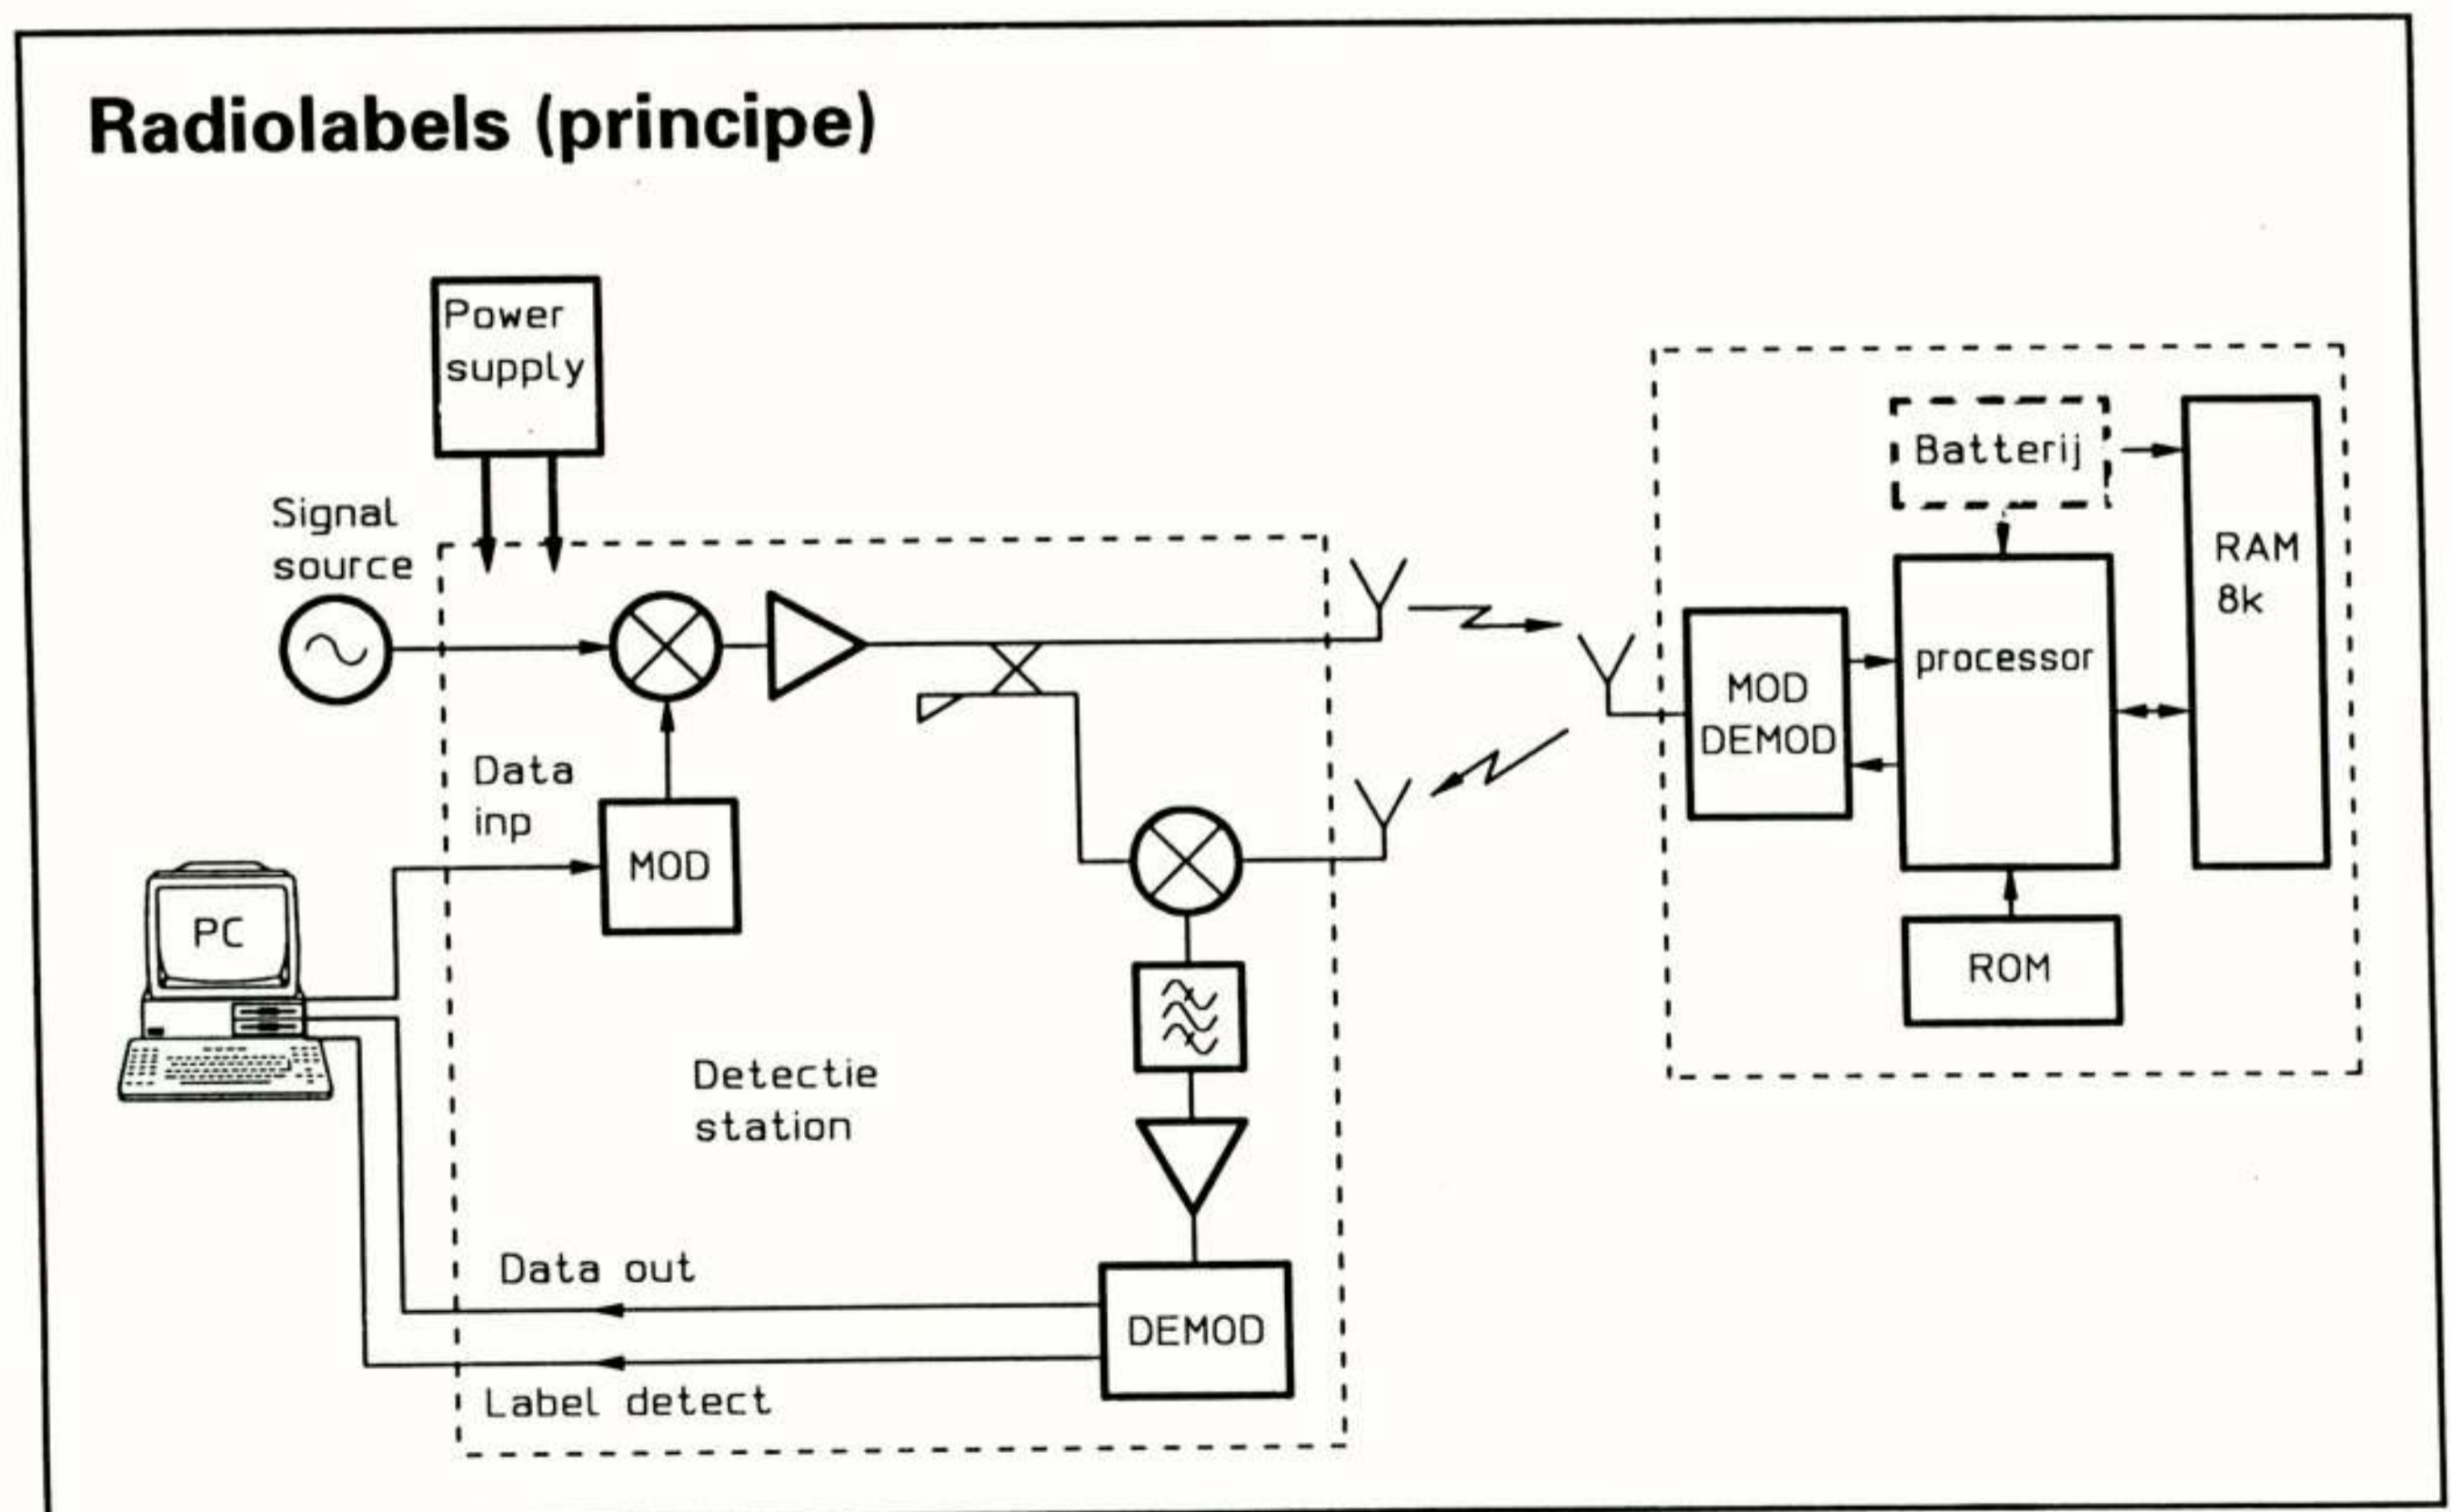 Radiolabels (principe)
Power
supply
Signal
source
Data
inp
MOD
PC
Detectie
station
Data out
Label detect
DEMOD
MOD
DEMOD
Batterij
processor
RAM
8k
ROM